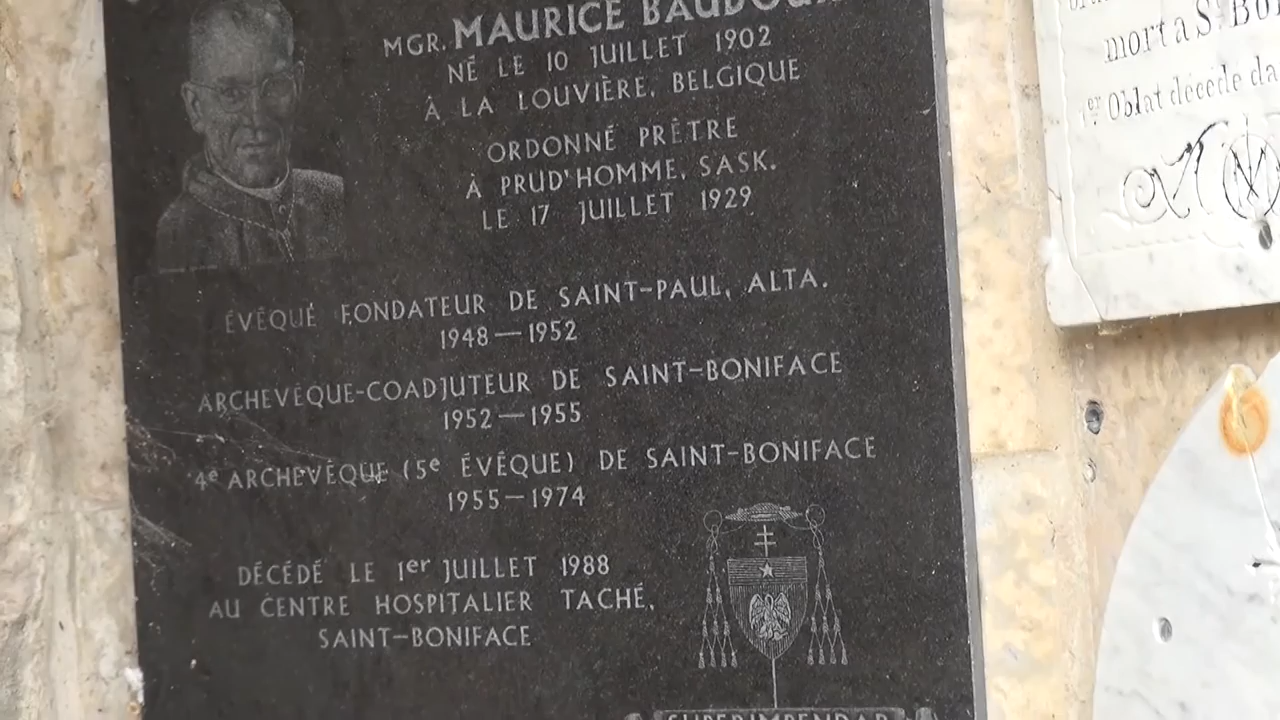 MGR. MAURICE BAUDOUX
NÉ LE 10 JUILLET 1902
À LA LOUVIÈRE, BELGIQUE
ORDONNÉ PRÊTRE
À PRUD'HOMME, SASK.
LE 17 JUILLET 1929
ÉVÊQUE FONDATEUR DE SAINT-PAUL, ALTA.
1948 — 1952
ARCHEVÊQUE-COADJUTEUR DE SAINT-BONIFACE
1952 — 1955
4e ARCHEVÊQUE (5e ÉVÊQUE) DE SAINT-BONIFACE
1955 — 1974
DÉCÉDÉ LE 1er JUILLET 1988
AU CENTRE HOSPITALIER TACHÉ,
SAINT-BONIFACE
SUPERIMPENDAR
mort a St
1er Oblat décédé